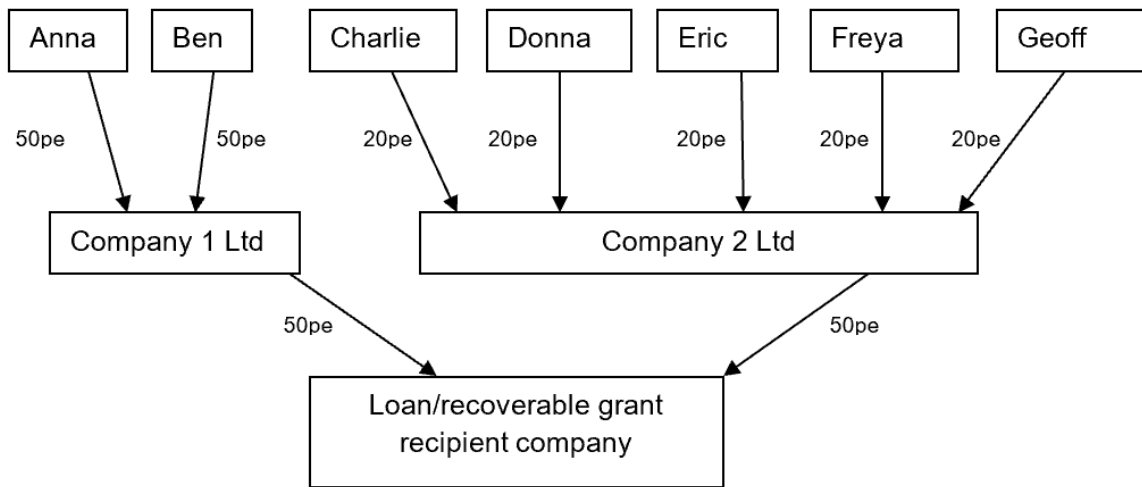 Anna
Ben
Charlie
Donna
Eric
Freya
Geoff
50pe
50pe
20pe
20pe
20pe
20pe
20pe
Company 1 Ltd
Company 2 Ltd
50pe
50pe
Loan/recoverable grant
recipient company